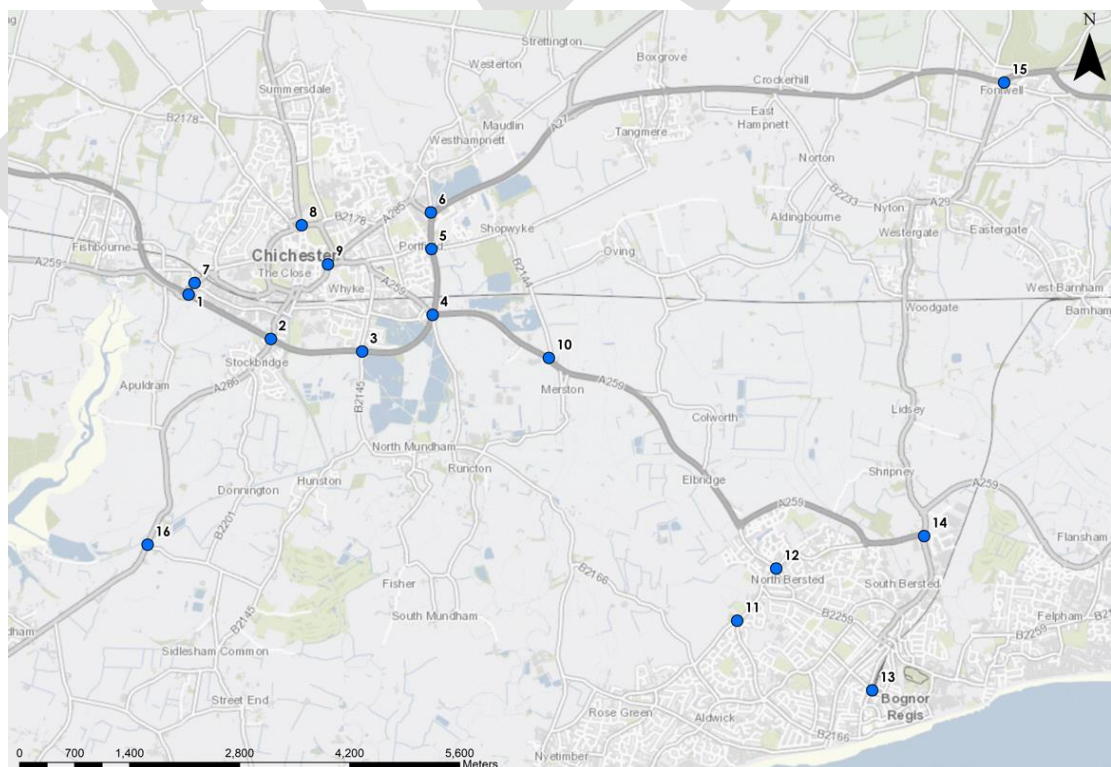 N
Strettington
Boxgrove
Westerton
15
Crockerhill
Fontwell
Summersdale
East
Hampnett
B2178
A27
Maudlin
Tangmere
Westhampnett
Norton
B2233
6
A285
Nyton
A29
8
B2178
Aldingbourne
Shopwyke
Westergate
Eastergate
5
Fishbourne
Chichester
9
Portfield
Oving
A259
The Close
7
B2144
Whyke
A259
West Barnham
1
4
Woodgate
Barnham
2
3
10
Stockbridge
Apuldram
A286
Merston
A259
B2145
Lidsey
Colworth
North Mundham
Runcton
Shripney
Elbridge
A259
Hunston
Donnington
A259
14
16
Flansham
B2201
12
B2166
North Bersted
South Bersted
Fisher
11
South Mundham
B2259
Felpham
B2145
B2259
Sidlesham Common
13
Street End
Bognor
Regis
Rose Green
Aldwick
B2166
Nyetimber
0 700 1,400 2,800 4,200 5,600
Meters